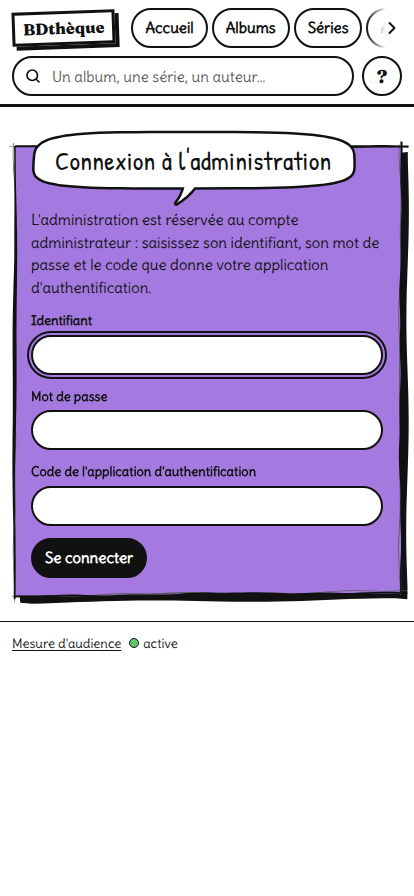 BDthèque
Accueil
Albums
Séries
Un album, une série, un auteur...
?
Connexion à l'administration
L'administration est réservée au compte
administrateur : saisissez son identifiant, son mot de
passe et le code que donne votre application
d'authentification.
Identifiant
Mot de passe
Code de l'application d'authentification
Se connecter
Mesure d'audience active